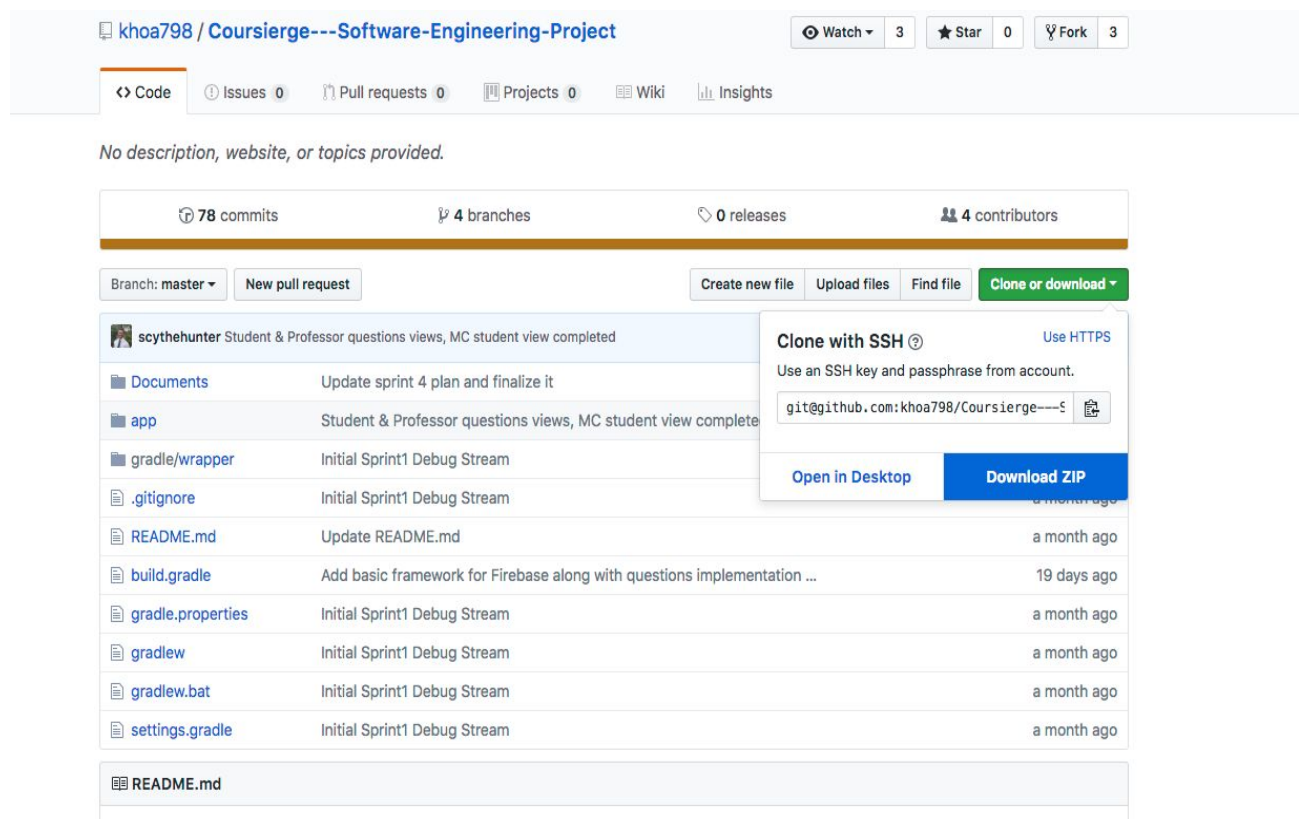 khoa798 / Coursierge---Software-Engineering-Project Watch 3 Star 0 Fork 3
Code Issues 0 Pull requests 0 Projects 0 Wiki Insights
No description, website, or topics provided.
78 commits 4 branches 0 releases 4 contributors
Branch: master New pull request Create new file Upload files Find file Clone or download
scythehunter Student & Professor questions views, MC student view completed
Clone with SSH Use HTTPS
Use an SSH key and passphrase from account.
git@github.com:khoa798/Coursierge---S
Open in Desktop Download ZIP
Documents Update sprint 4 plan and finalize it
app Student & Professor questions views, MC student view complete
gradle/wrapper Initial Sprint1 Debug Stream
.gitignore Initial Sprint1 Debug Stream a month ago
README.md Update README.md a month ago
build.gradle Add basic framework for Firebase along with questions implementation ... 19 days ago
gradle.properties Initial Sprint1 Debug Stream a month ago
gradlew Initial Sprint1 Debug Stream a month ago
gradlew.bat Initial Sprint1 Debug Stream a month ago
settings.gradle Initial Sprint1 Debug Stream a month ago
README.md